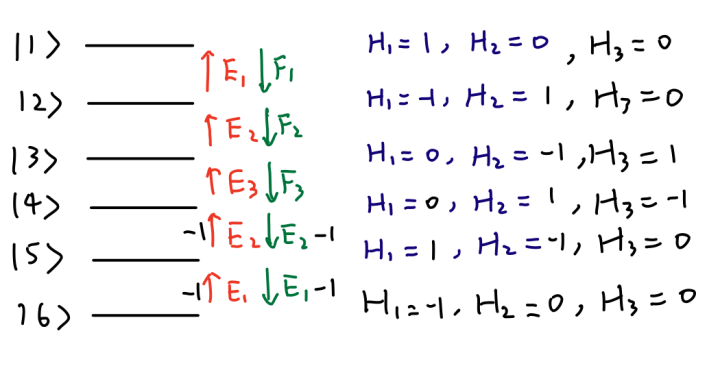 |1> ↑E₁ ↓F₁ H₁=1, H₂=0, H₃=0
|2> ↑E₂ ↓F₂ H₁=-1, H₂=1, H₃=0
|3> ↑E₃ ↓F₃ H₁=0, H₂=-1, H₃=1
|4> -1↑E₂ ↓E₂-1 H₁=0, H₂=1, H₃=-1
|5> -1↑E₁ ↓E₁-1 H₁=1, H₂=-1, H₃=0
|6> H₁=-1, H₂=0, H₃=0